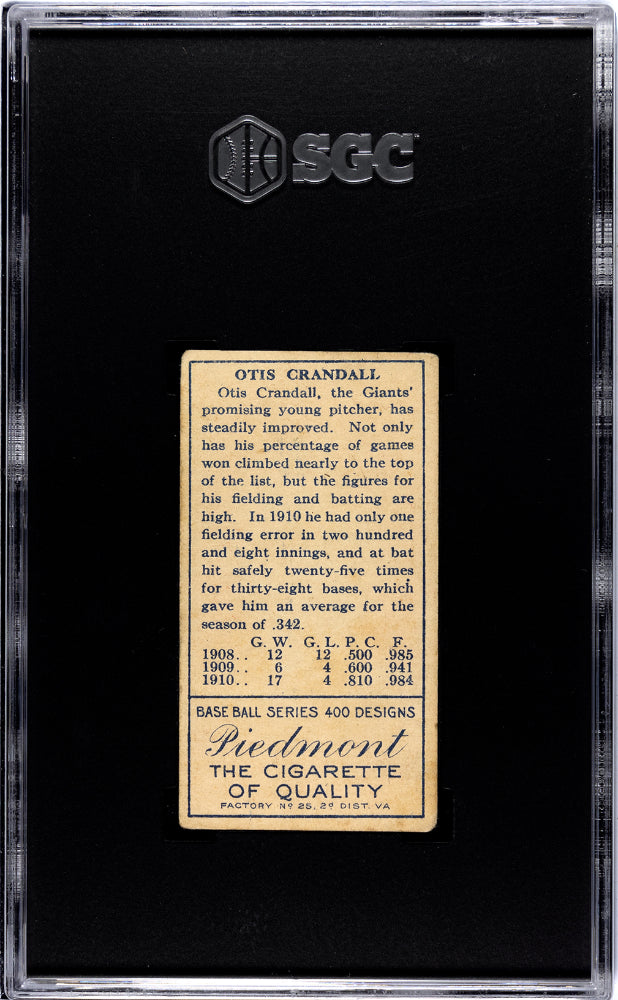 SGC
OTIS CRANDALL
Otis Crandall, the Giants'
promising young pitcher, has
steadily improved. Not only
has his percentage of games
won climbed nearly to the top
of the list, but the figures for
his fielding and batting are
high. In 1910 he had only one
fielding error in two hundred
and eight innings, and at bat
hit safely twenty-five times
for thirty-eight bases, which
gave him an average for the
season of .342.
G. W. G. L. P. C. F.
1908.. 12 12 .500 .985
1909.. 6 4 .600 .941
1910.. 17 4 .810 .984
BASE BALL SERIES 400 DESIGNS
Piedmont
THE CIGARETTE
OF QUALITY
FACTORY Nº 25, 2ᴰ DIST. VA